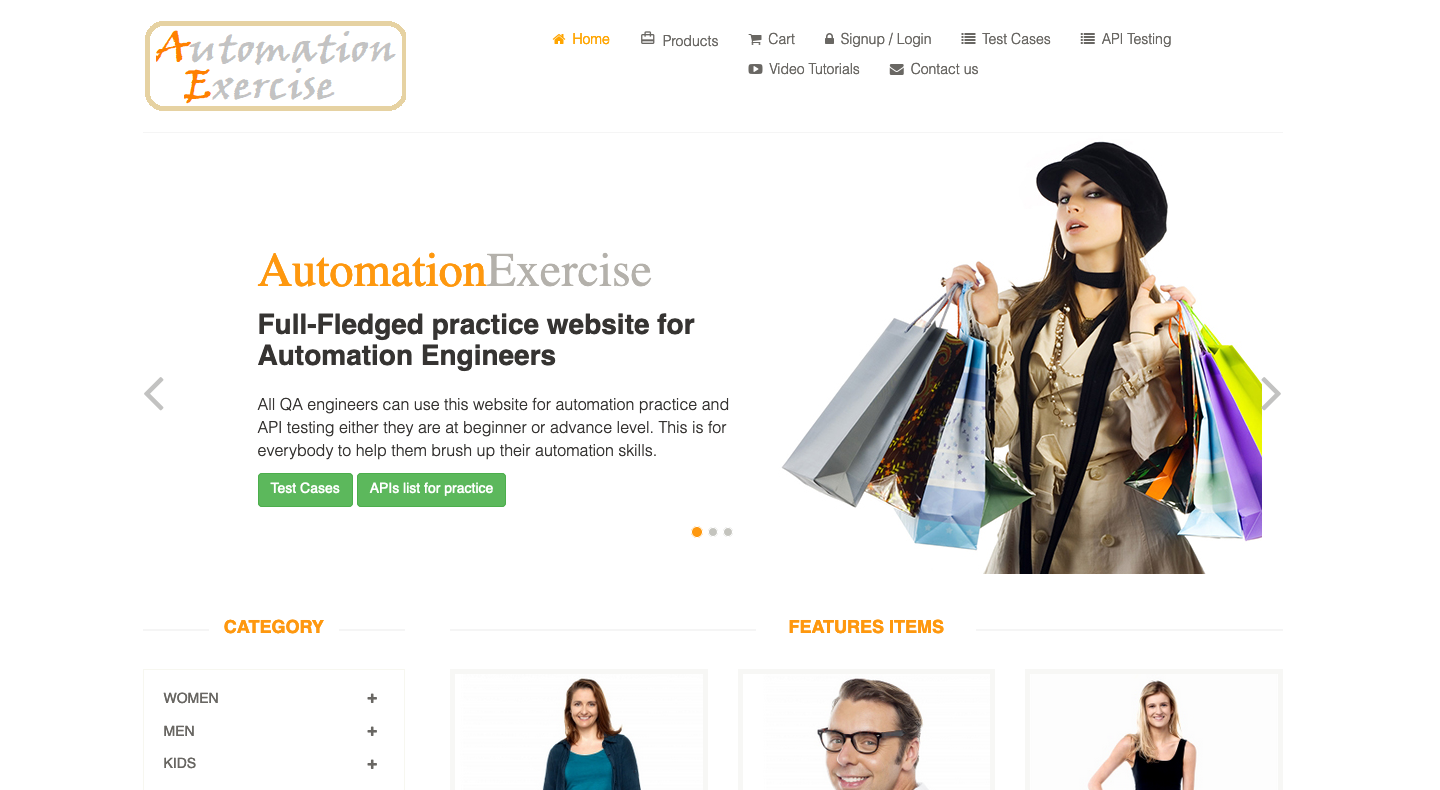 Automation
Exercise
Home Products Cart Signup / Login Test Cases API Testing
Video Tutorials Contact us
AutomationExercise
Full-Fledged practice website for
Automation Engineers
All QA engineers can use this website for automation practice and
API testing either they are at beginner or advance level. This is for
everybody to help them brush up their automation skills.
Test Cases APIs list for practice
CATEGORY
FEATURES ITEMS
WOMEN
MEN
KIDS